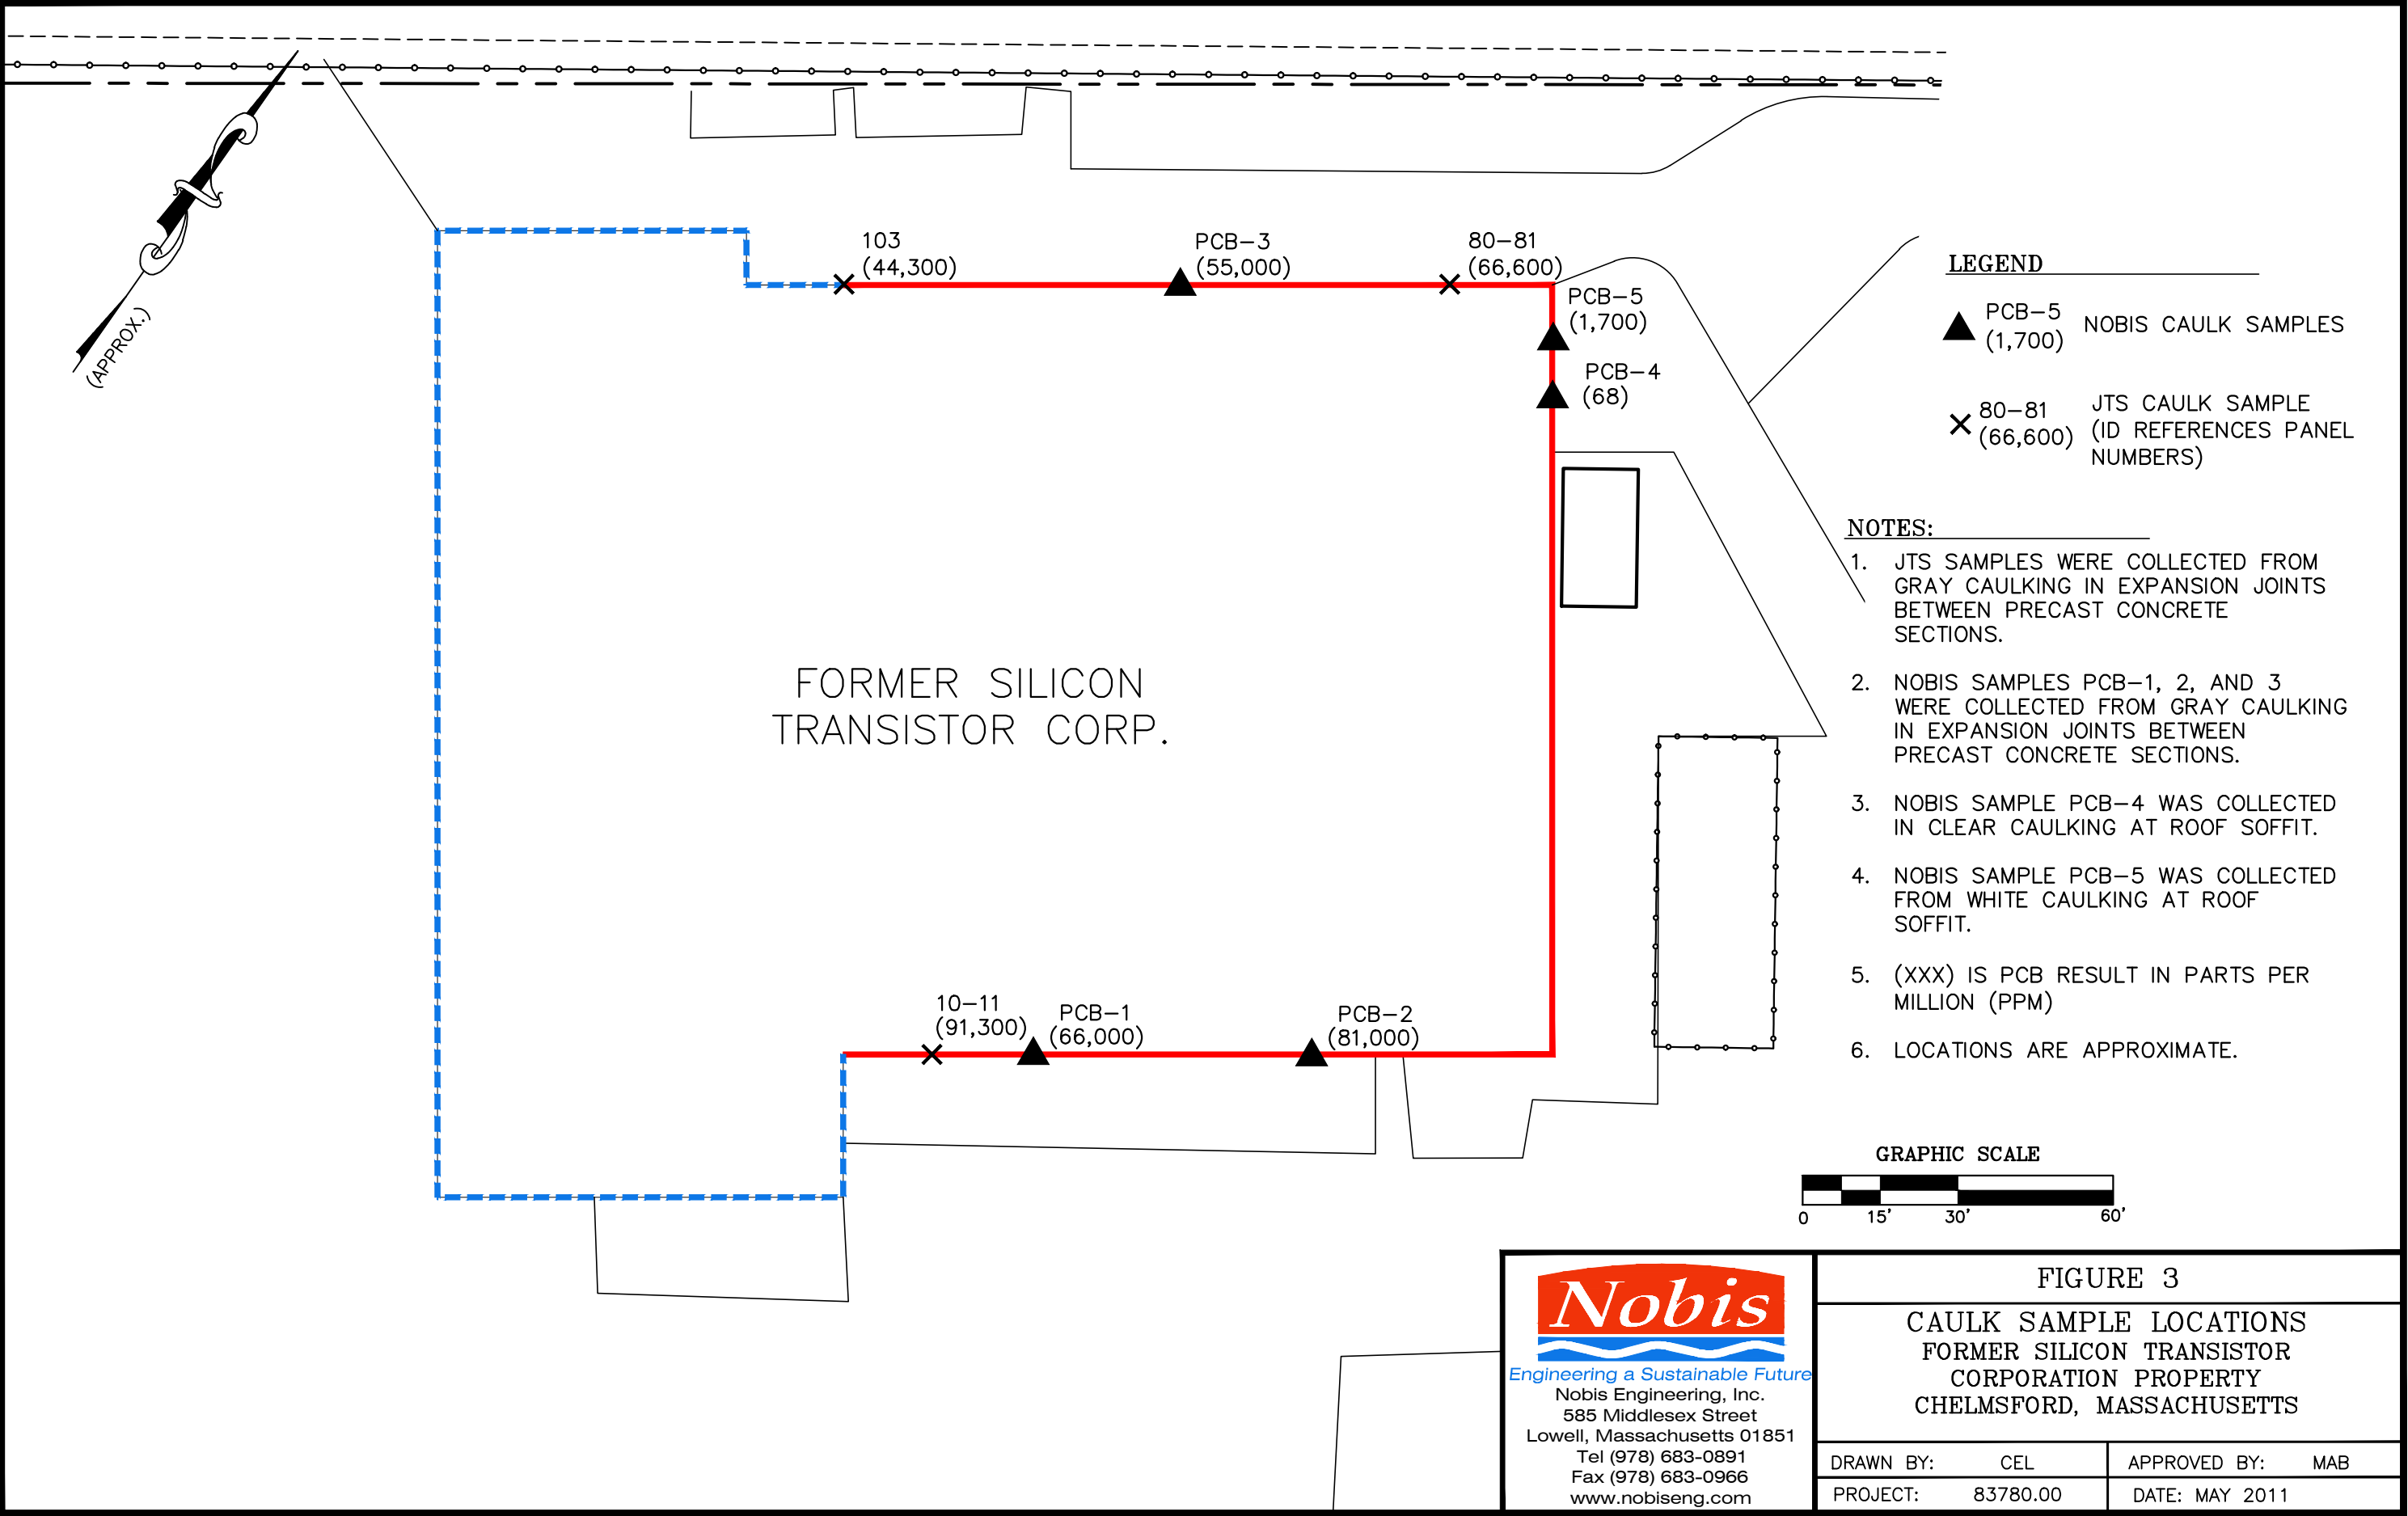 (APPROX.)
103
(44,300)
PCB-3
(55,000)
80-81
(66,600)
PCB-5
(1,700)
PCB-4
(68)
FORMER SILICON
TRANSISTOR CORP.
10-11
(91,300)
PCB-1
(66,000)
PCB-2
(81,000)
LEGEND
PCB-5
(1,700)
NOBIS CAULK SAMPLES
80-81
(66,600)
JTS CAULK SAMPLE
(ID REFERENCES PANEL
NUMBERS)
NOTES:
1. JTS SAMPLES WERE COLLECTED FROM
GRAY CAULKING IN EXPANSION JOINTS
BETWEEN PRECAST CONCRETE
SECTIONS.
2. NOBIS SAMPLES PCB-1, 2, AND 3
WERE COLLECTED FROM GRAY CAULKING
IN EXPANSION JOINTS BETWEEN
PRECAST CONCRETE SECTIONS.
3. NOBIS SAMPLE PCB-4 WAS COLLECTED
IN CLEAR CAULKING AT ROOF SOFFIT.
4. NOBIS SAMPLE PCB-5 WAS COLLECTED
FROM WHITE CAULKING AT ROOF
SOFFIT.
5. (XXX) IS PCB RESULT IN PARTS PER
MILLION (PPM)
6. LOCATIONS ARE APPROXIMATE.
GRAPHIC SCALE
0 15' 30' 60'
Nobis
Engineering a Sustainable Future
Nobis Engineering, Inc.
585 Middlesex Street
Lowell, Massachusetts 01851
Tel (978) 683-0891
Fax (978) 683-0966
www.nobiseng.com
FIGURE 3
CAULK SAMPLE LOCATIONS
FORMER SILICON TRANSISTOR
CORPORATION PROPERTY
CHELMSFORD, MASSACHUSETTS
DRAWN BY: CEL
APPROVED BY: MAB
PROJECT: 83780.00
DATE: MAY 2011